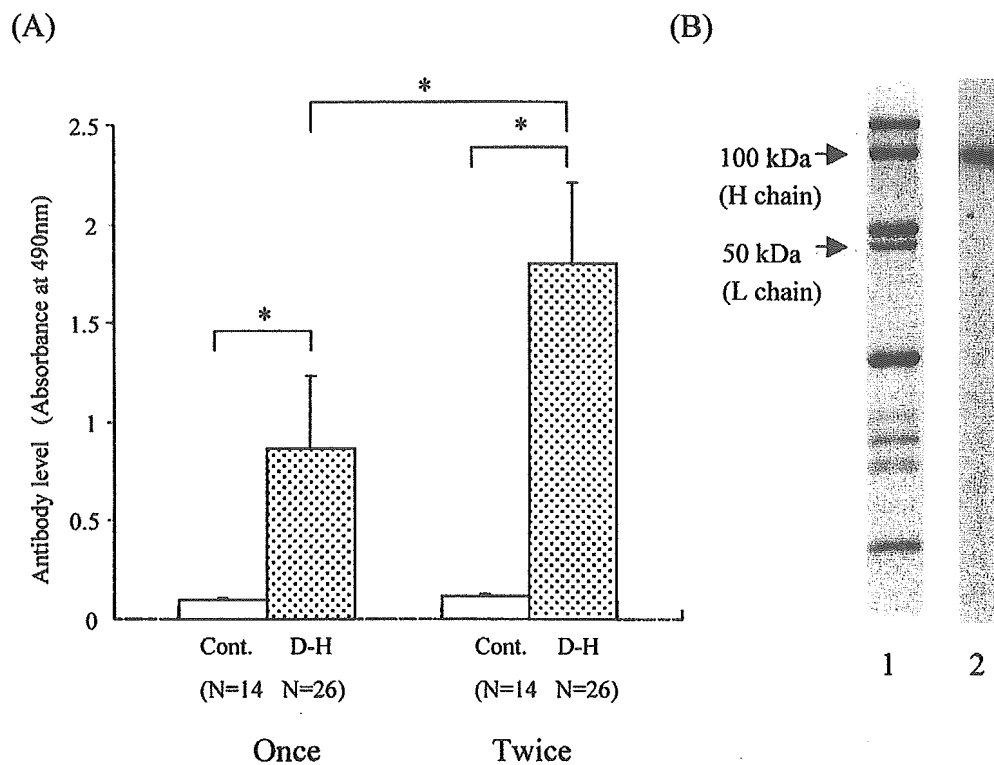 (A)
(B)
*
*
*
Antibody level (Absorbance at 490nm)
2.5
2
1.5
1
0.5
0
Cont. D-H Cont. D-H
(N=14 N=26) (N=14 N=26)
Once Twice
100 kDa
(H chain)
50 kDa
(L chain)
1 2